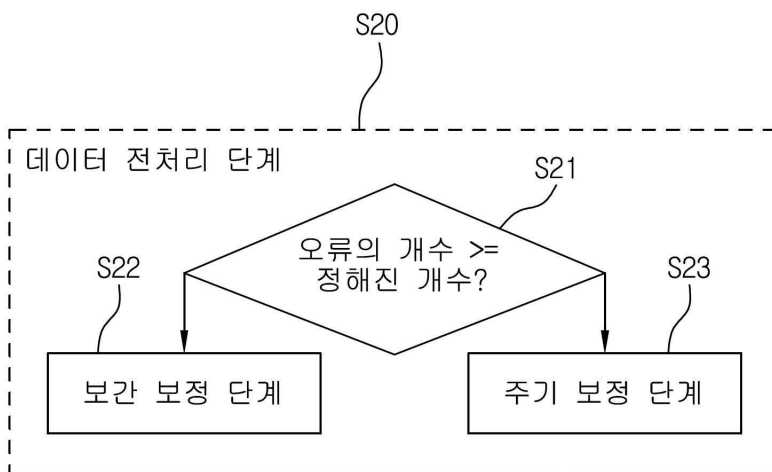 S20
데이터 전처리 단계
S21
오류의 개수 >=
정해진 개수?
S22
S23
보간 보정 단계
주기 보정 단계